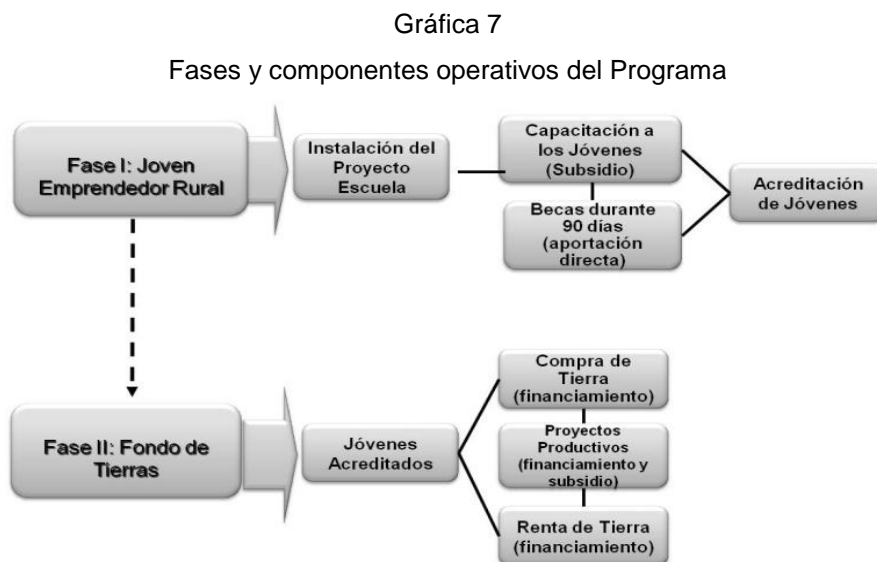 Gráfica 7
Fases y componentes operativos del Programa
Fase I: Joven
Emprendedor Rural
Instalación del
Proyecto
Escuela
Capacitación a
los Jóvenes
(Subsidio)
Becas durante
90 días
(aportación
directa)
Acreditación
de Jóvenes
Fase II: Fondo de
Tierras
Jóvenes
Acreditados
Compra de
Tierra
(financiamiento)
Proyectos
Productivos
(financiamiento y
subsidio)
Renta de Tierra
(financiamiento)